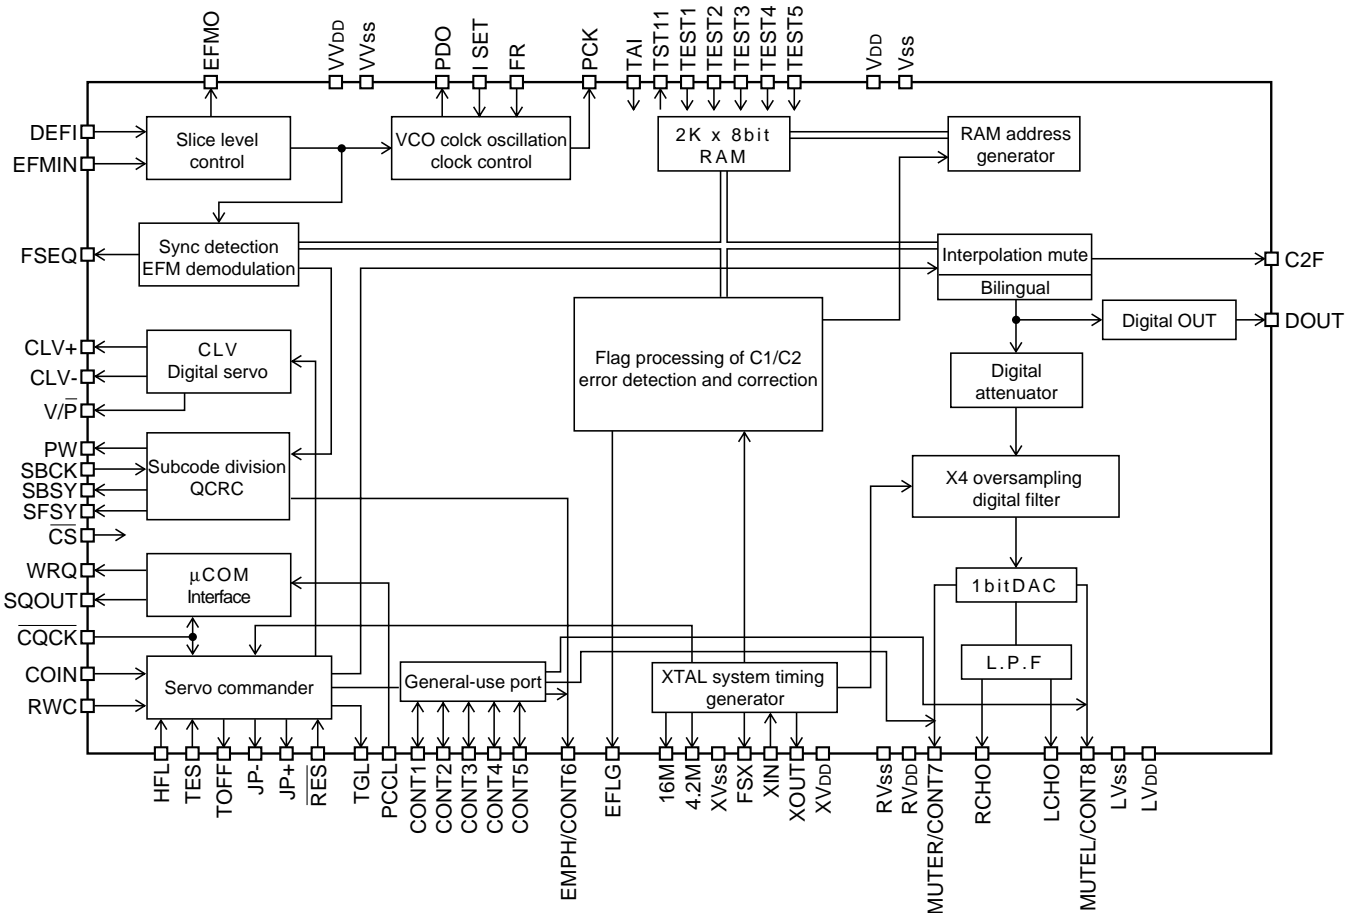 EFMO
VVDD
VVss
PDO
I SET
FR
PCK
TAI
TST11
TEST1
TEST2
TEST3
TEST4
TEST5
VDD
Vss
DEFI
EFMIN
Slice level
control
VCO colck oscillation
clock control
2K x 8bit
RAM
RAM address
generator
FSEQ
Sync detection
EFM demodulation
Interpolation mute
Bilingual
C2F
Digital OUT
DOUT
CLV+
CLV-
V/P̅
CLV
Digital servo
Flag processing of C1/C2
error detection and correction
Digital
attenuator
PW
SBCK
SBSY
SFSY
C̅S̅
Subcode division
QCRC
X4 oversampling
digital filter
WRQ
SQOUT
C̅Q̅C̅K̅
µCOM
Interface
1bitDAC
COIN
RWC
Servo commander
General-use port
XTAL system timing
generator
L.P.F
HFL
TES
TOFF
JP-
JP+
R̅E̅S̅
TGL
PCCL
CONT1
CONT2
CONT3
CONT4
CONT5
EMPH/CONT6
EFLG
16M
4.2M
XVss
FSX
XIN
XOUT
XVDD
RVss
RVDD
MUTER/CONT7
RCHO
LCHO
MUTEL/CONT8
LVss
LVDD